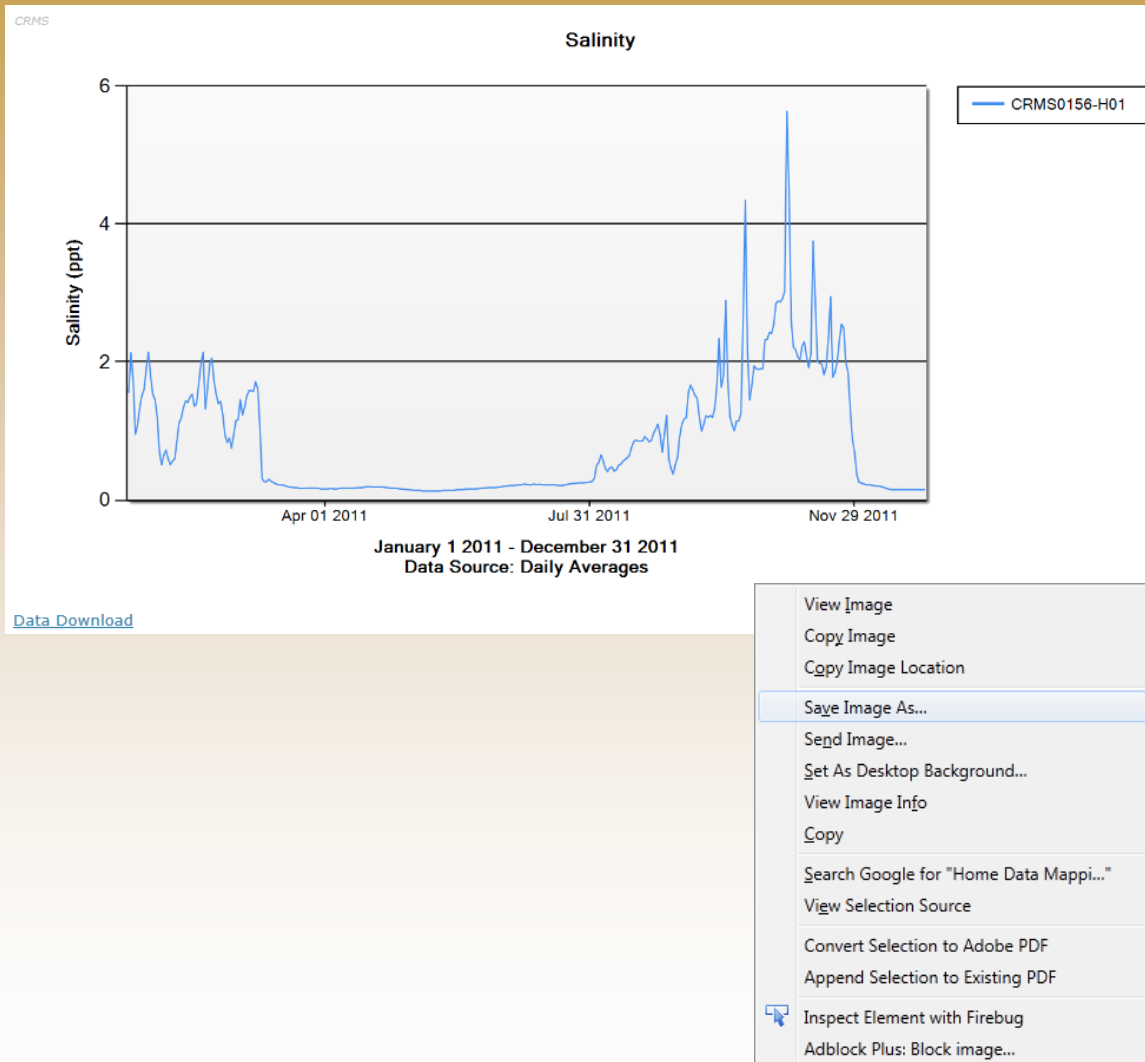 CRMS
Salinity
6
CRMS0156-H01
4
Salinity (ppt)
2
0
Apr 01 2011 Jul 31 2011 Nov 29 2011
January 1 2011 - December 31 2011
Data Source: Daily Averages
Data Download
View Image
Copy Image
Copy Image Location
Save Image As...
Send Image...
Set As Desktop Background...
View Image Info
Copy
Search Google for "Home Data Mappi..."
View Selection Source
Convert Selection to Adobe PDF
Append Selection to Existing PDF
Inspect Element with Firebug
Adblock Plus: Block image...